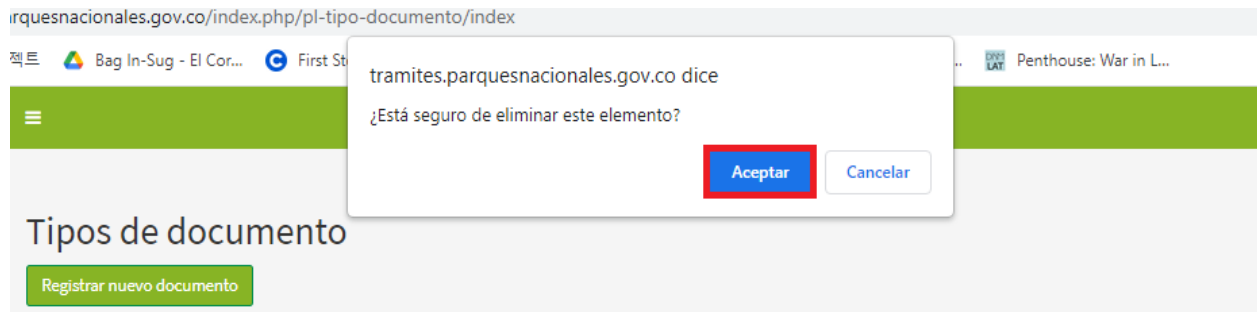 rquesnacionales.gov.co/index.php/pl-tipo-documento/index
젝트 Bag In-Sug - El Cor... First St .. DNM LAT Penthouse: War in L...
tramites.parquesnacionales.gov.co dice
¿Está seguro de eliminar este elemento?
Aceptar Cancelar
Tipos de documento
Registrar nuevo documento